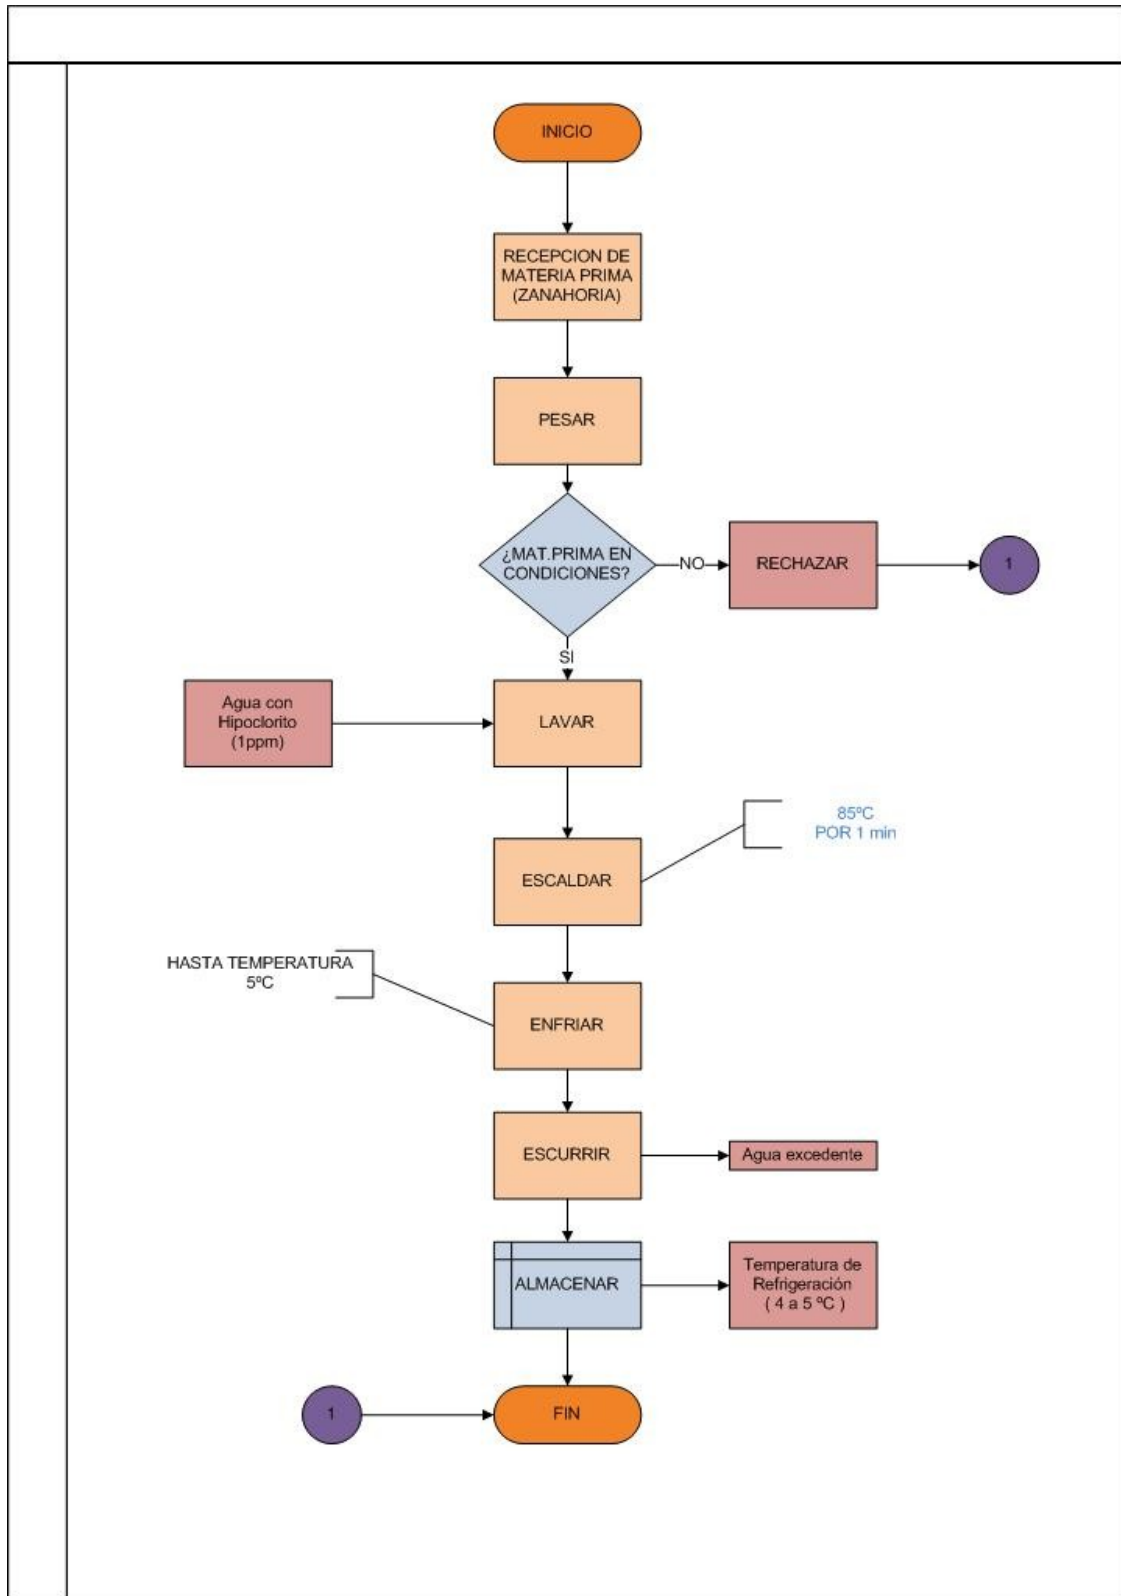 INICIO
RECEPCION DE
MATERIA PRIMA
(ZANAHORIA)
PESAR
¿MAT.PRIMA EN
CONDICIONES?
NO
RECHAZAR
1
SI
Agua con
Hipoclorito
(1ppm)
LAVAR
85ºC
POR 1 min
ESCALDAR
HASTA TEMPERATURA
5ºC
ENFRIAR
ESCURRIR
Agua excedente
ALMACENAR
Temperatura de
Refrigeración
( 4 a 5 ºC )
1
FIN